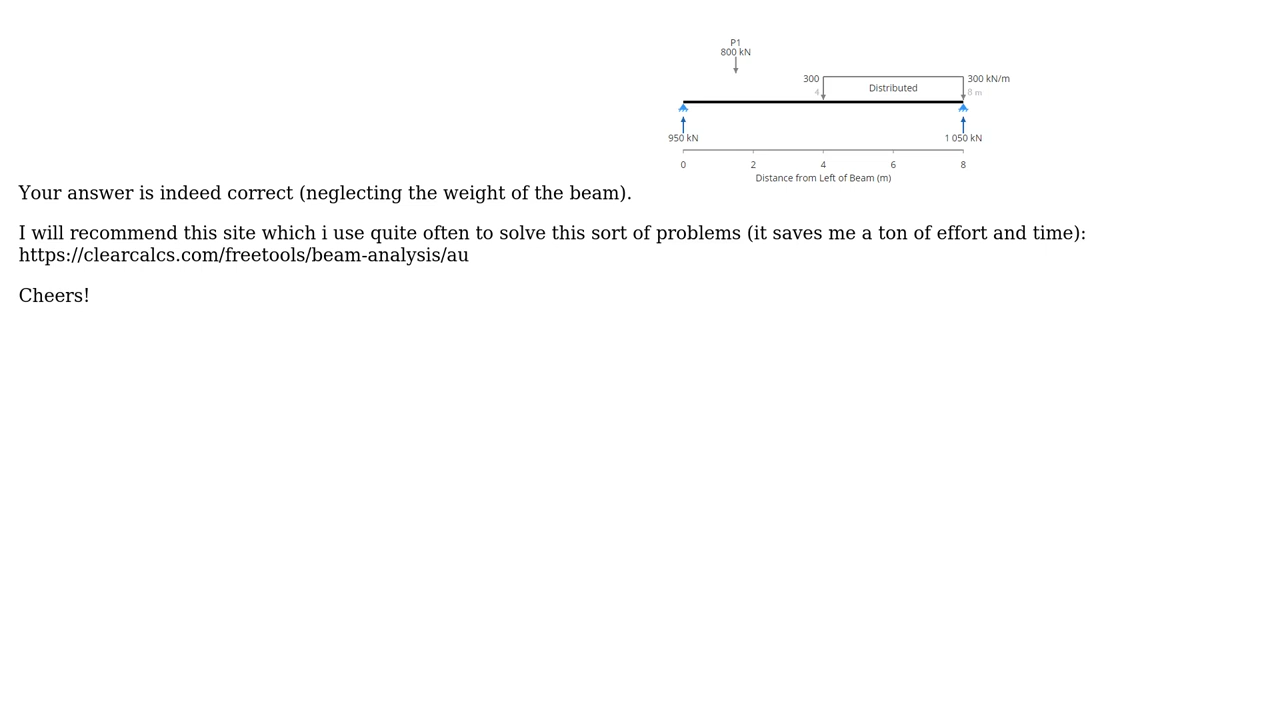 P1
800 kN
300
300 kN/m
4
Distributed
8 m
950 kN
1 050 kN
0 2 4 6 8
Distance from Left of Beam (m)
Your answer is indeed correct (neglecting the weight of the beam).
I will recommend this site which i use quite often to solve this sort of problems (it saves me a ton of effort and time):
https://clearcalcs.com/freetools/beam-analysis/au
Cheers!